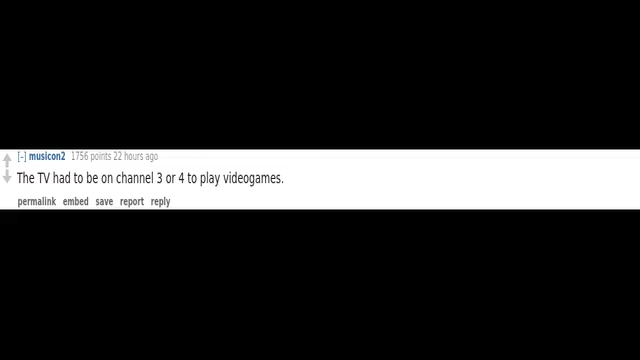 [-] musicon2 1756 points 22 hours ago
The TV had to be on channel 3 or 4 to play videogames.
permalink embed save report reply